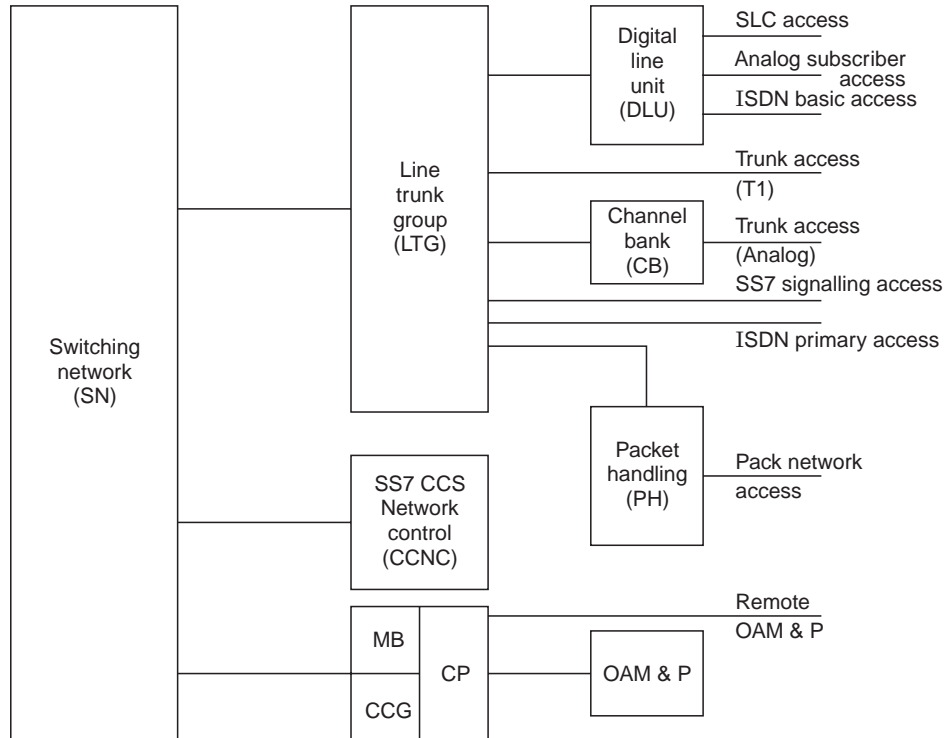 Switching
network
(SN)
Line
trunk
group
(LTG)
Digital
line
unit
(DLU)
SLC access
Analog subscriber
access
ISDN basic access
Trunk access
(T1)
Channel
bank
(CB)
Trunk access
(Analog)
SS7 signalling access
ISDN primary access
Packet
handling
(PH)
Pack network
access
SS7 CCS
Network
control
(CCNC)
MB
CCG
CP
Remote
OAM & P
OAM & P